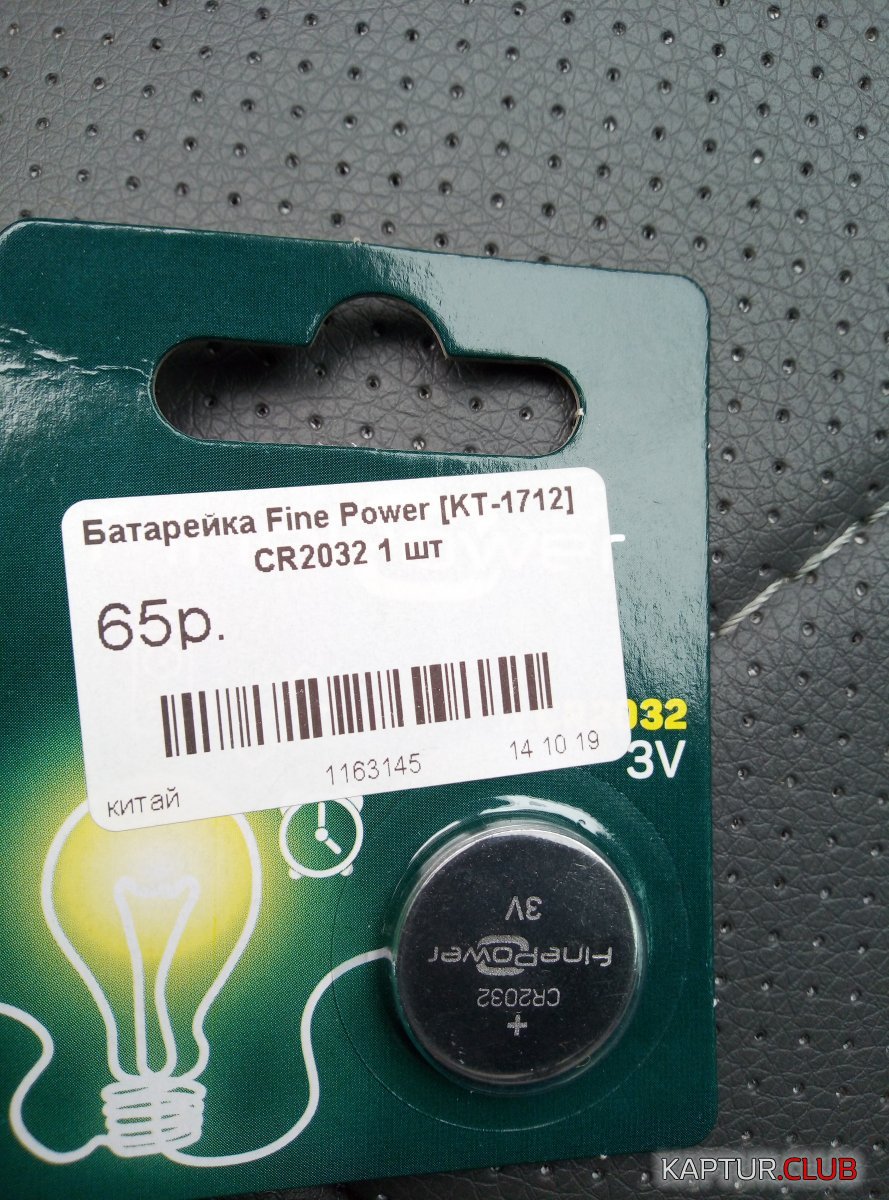 Батарейка Fine Power [KT-1712]
CR2032 1 шт
65р.
1163145
14 10 19
китай
032
3V
3V
FinePower
CR2032
+
KAPTUR.CLUB